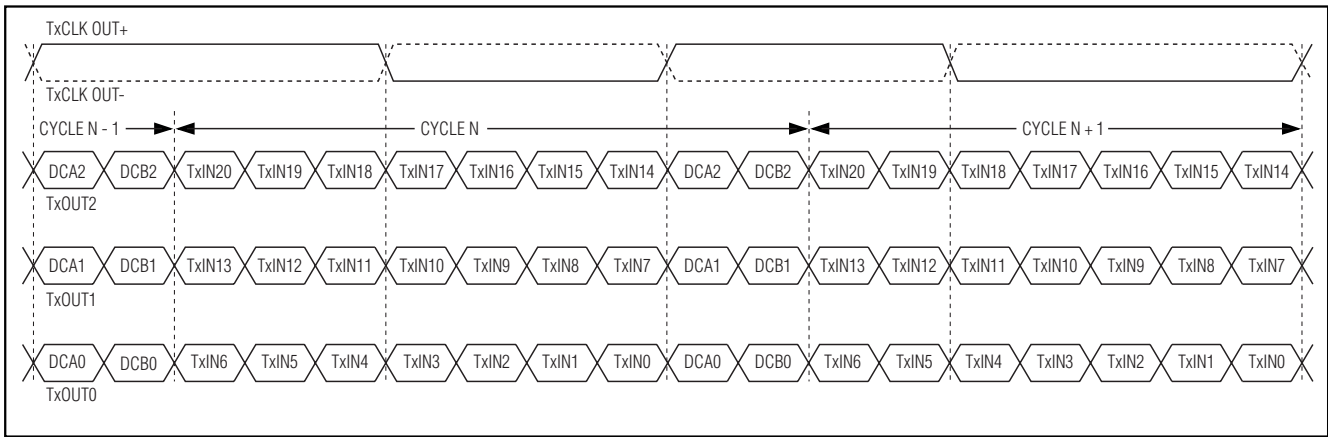 TxCLK OUT+
TxCLK OUT-
CYCLE N - 1 CYCLE N CYCLE N + 1
DCA2 DCB2 TxIN20 TxIN19 TxIN18 TxIN17 TxIN16 TxIN15 TxIN14 DCA2 DCB2 TxIN20 TxIN19 TxIN18 TxIN17 TxIN16 TxIN15 TxIN14
TxOUT2
DCA1 DCB1 TxIN13 TxIN12 TxIN11 TxIN10 TxIN9 TxIN8 TxIN7 DCA1 DCB1 TxIN13 TxIN12 TxIN11 TxIN10 TxIN9 TxIN8 TxIN7
TxOUT1
DCA0 DCB0 TxIN6 TxIN5 TxIN4 TxIN3 TxIN2 TxIN1 TxIN0 DCA0 DCB0 TxIN6 TxIN5 TxIN4 TxIN3 TxIN2 TxIN1 TxIN0
TxOUT0